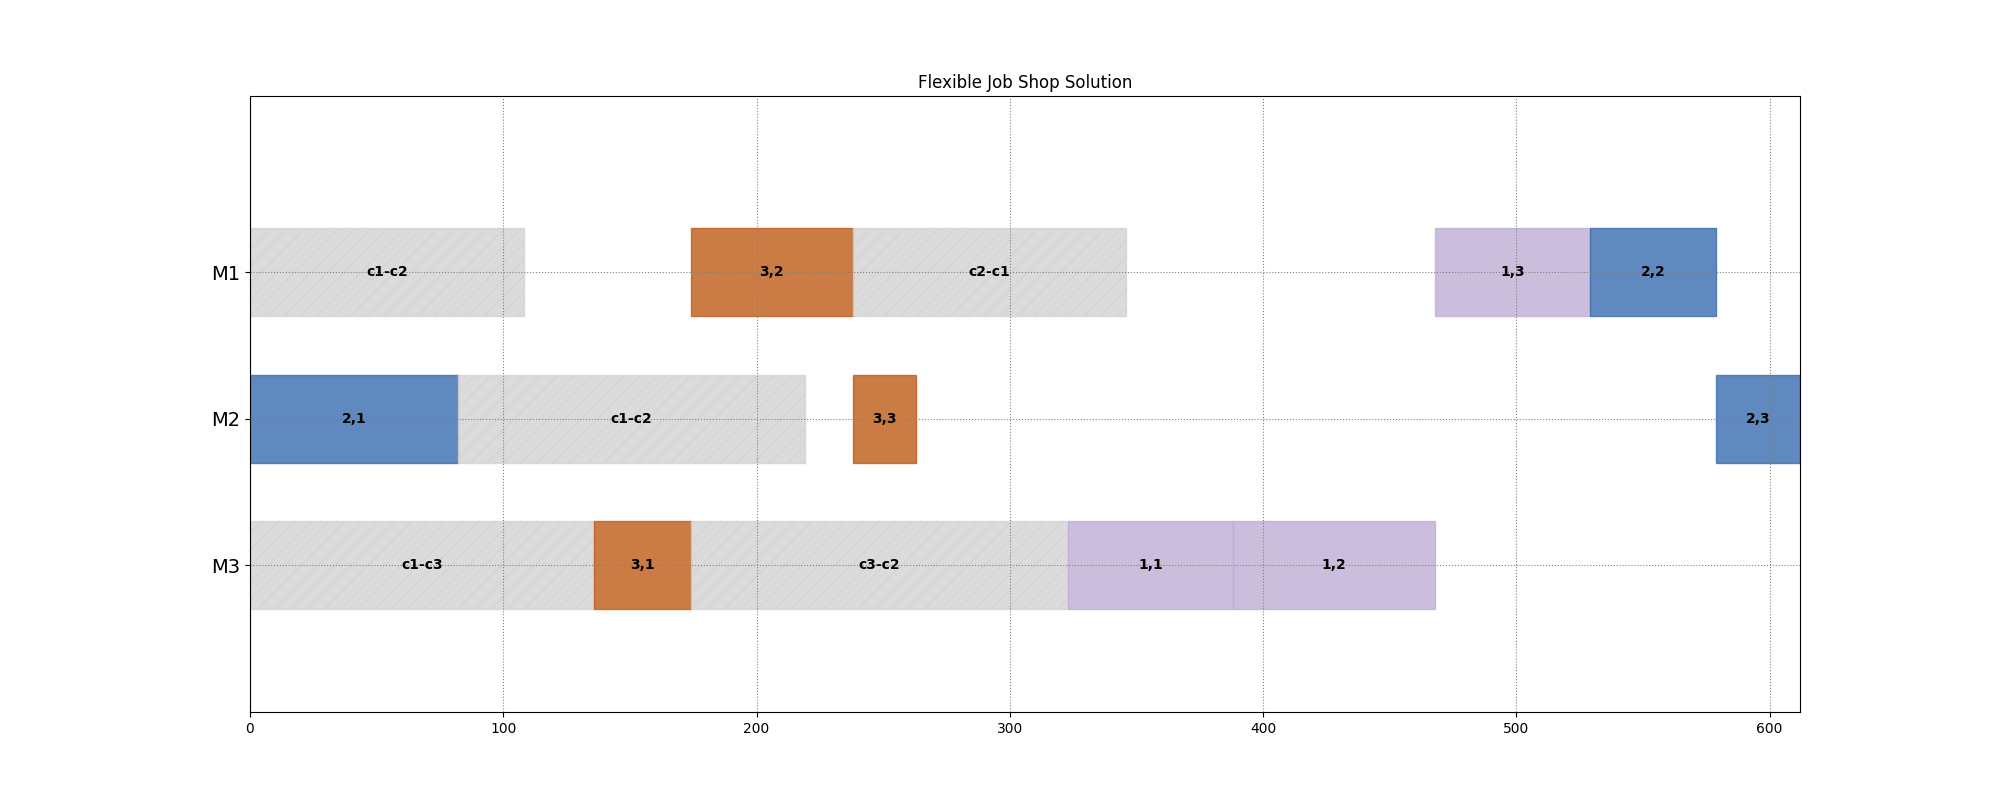 Flexible Job Shop Solution
M1
c1-c2
3,2
c2-c1
1,3
2,2
M2
2,1
c1-c2
3,3
2,3
M3
c1-c3
3,1
c3-c2
1,1
1,2
0
100
200
300
400
500
600